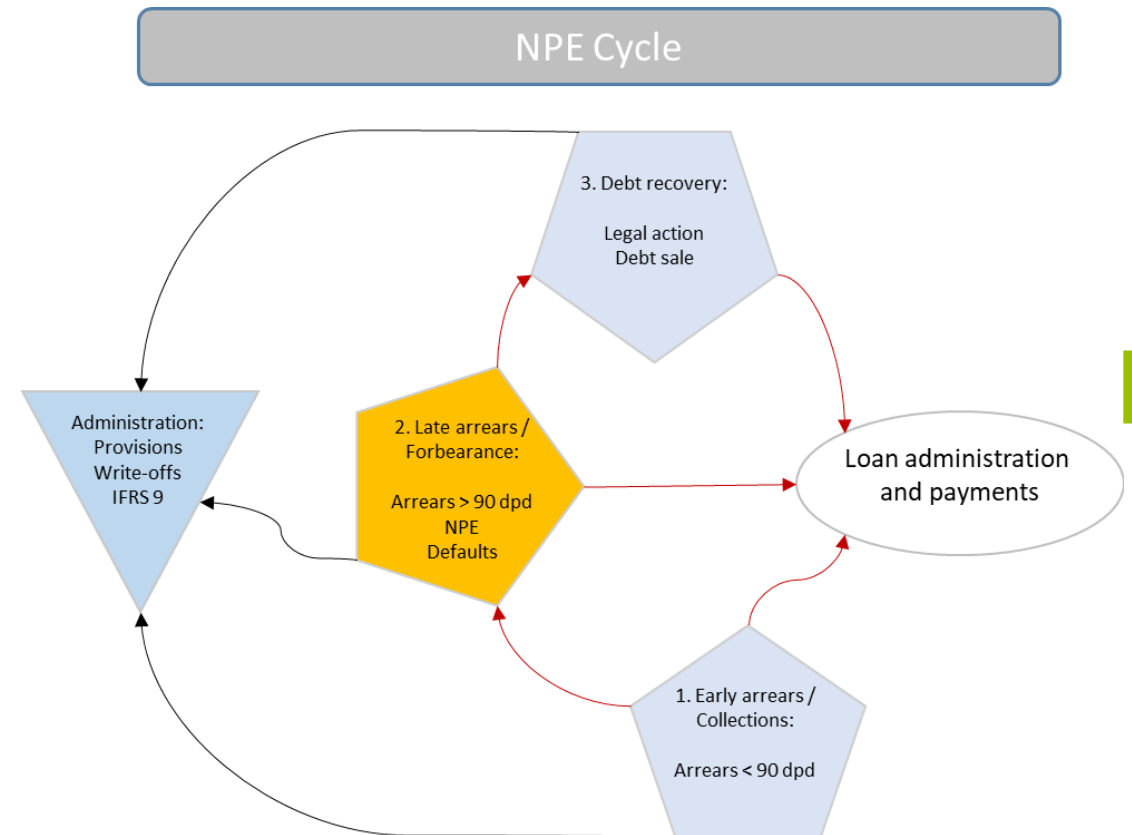 NPE Cycle
3. Debt recovery:
Legal action
Debt sale
Administration:
Provisions
Write-offs
IFRS 9
2. Late arrears /
Forbearance:
Arrears > 90 dpd
NPE
Defaults
Loan administration
and payments
1. Early arrears /
Collections:
Arrears < 90 dpd